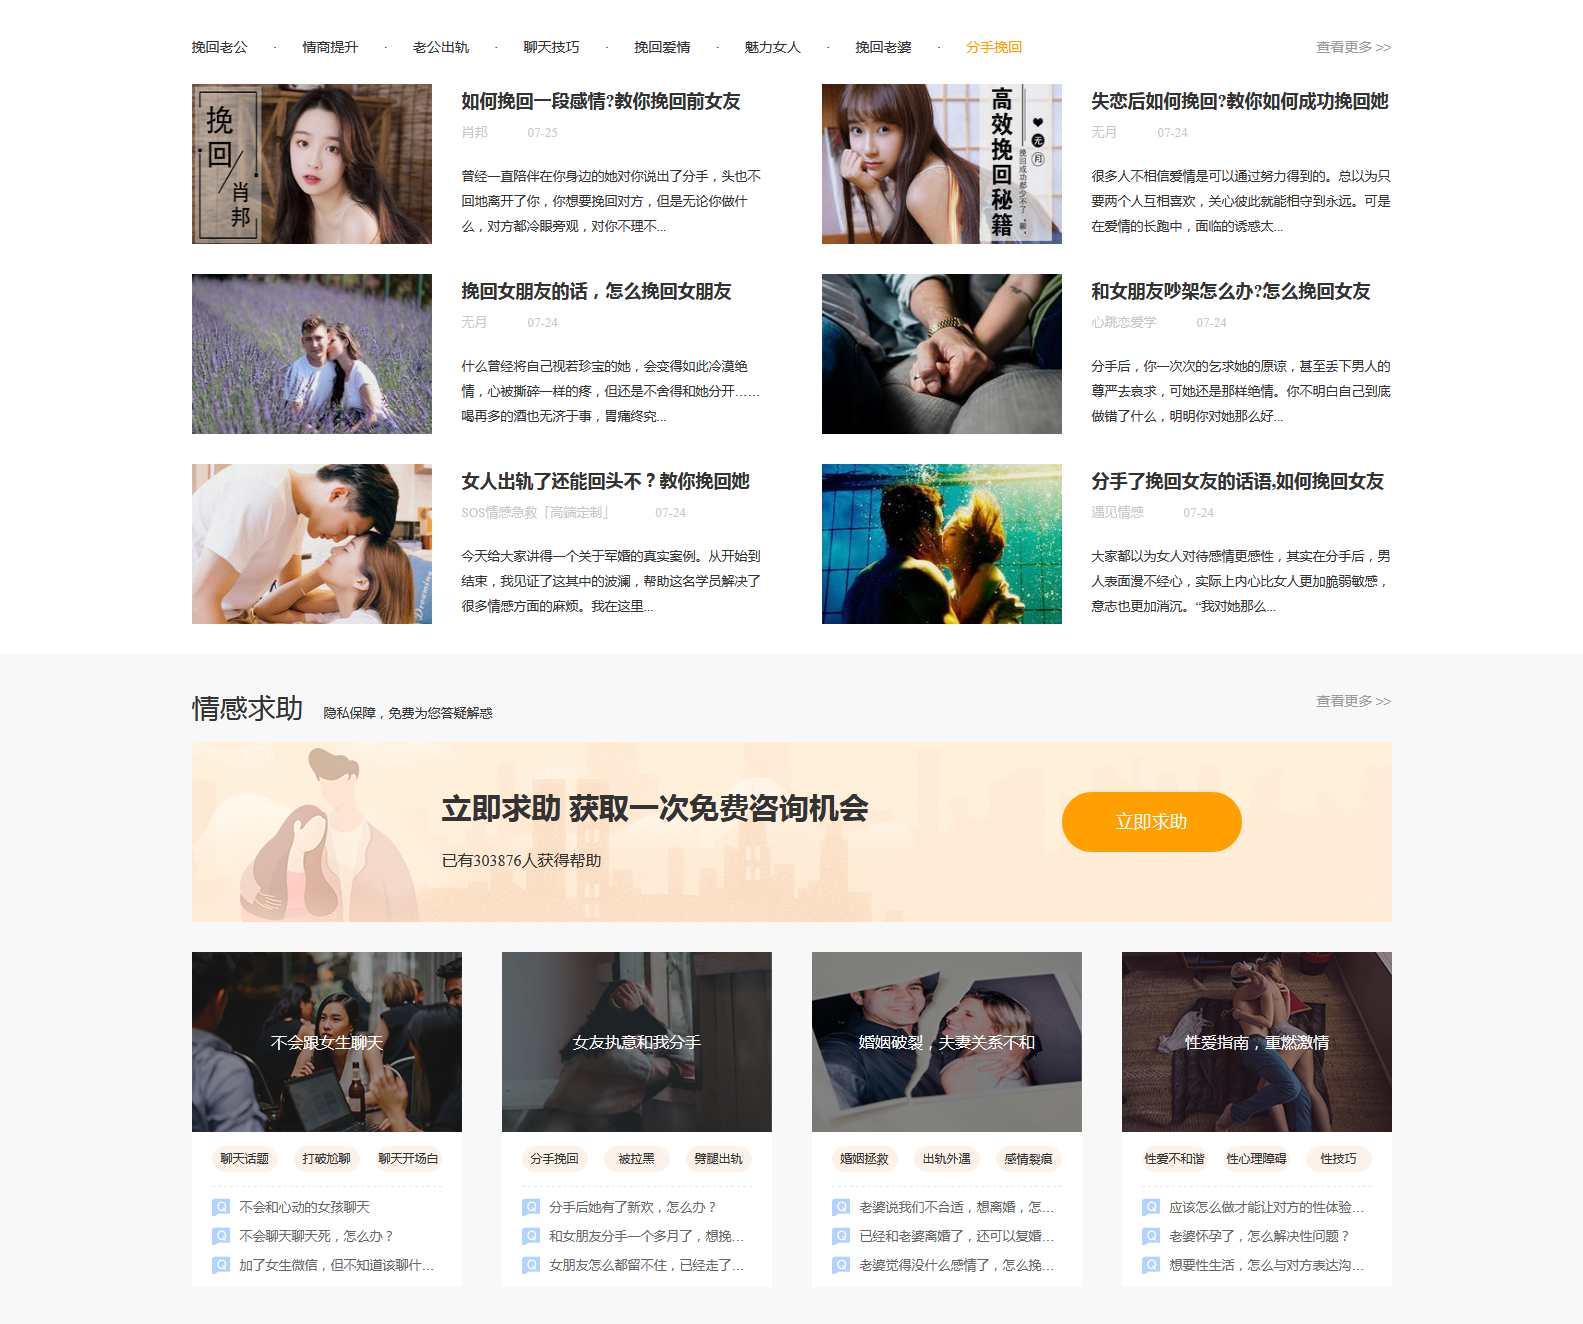 挽回老公 · 情商提升 · 老公出轨 · 聊天技巧 · 挽回爱情 · 魅力女人 · 挽回老婆 · 分手挽回 查看更多 >>
挽回
肖邦
如何挽回一段感情?教你挽回前女友
肖邦 07-25
曾经一直陪伴在你身边的她对你说出了分手，头也不
回地离开了你，你想要挽回对方，但是无论你做什
么，对方都冷眼旁观，对你不理不...
高效挽回秘籍
无月
挽回成功都少不了“聊”
失恋后如何挽回?教你如何成功挽回她
无月 07-24
很多人不相信爱情是可以通过努力得到的。总以为只
要两个人互相喜欢，关心彼此就能相守到永远。可是
在爱情的长跑中，面临的诱惑太...
挽回女朋友的话，怎么挽回女朋友
无月 07-24
什么曾经将自己视若珍宝的她，会变得如此冷漠绝
情，心被撕碎一样的疼，但还是不舍得和她分开……
喝再多的酒也无济于事，胃痛终究...
和女朋友吵架怎么办?怎么挽回女友
心跳恋爱学 07-24
分手后，你一次次的乞求她的原谅，甚至丢下男人的
尊严去哀求，可她还是那样绝情。你不明白自己到底
做错了什么，明明你对她那么好...
Dreaming
女人出轨了还能回头不？教你挽回她
SOS情感急救「高端定制」 07-24
今天给大家讲得一个关于军婚的真实案例。从开始到
结束，我见证了这其中的波澜，帮助这名学员解决了
很多情感方面的麻烦。我在这里...
分手了挽回女友的话语,如何挽回女友
遇见情感 07-24
大家都以为女人对待感情更感性，其实在分手后，男
人表面漫不经心，实际上内心比女人更加脆弱敏感，
意志也更加消沉。“我对她那么...
情感求助 隐私保障，免费为您答疑解惑 查看更多 >>
立即求助 获取一次免费咨询机会
已有303876人获得帮助
立即求助
不会跟女生聊天
聊天话题 打破尬聊 聊天开场白
Q 不会和心动的女孩聊天
Q 不会聊天聊天死，怎么办？
Q 加了女生微信，但不知道该聊什...
女友执意和我分手
分手挽回 被拉黑 劈腿出轨
Q 分手后她有了新欢，怎么办？
Q 和女朋友分手一个多月了，想挽...
Q 女朋友怎么都留不住，已经走了...
婚姻破裂，夫妻关系不和
婚姻拯救 出轨外遇 感情裂痕
Q 老婆说我们不合适，想离婚，怎...
Q 已经和老婆离婚了，还可以复婚...
Q 老婆觉得没什么感情了，怎么挽...
性爱指南，重燃激情
性爱不和谐 性心理障碍 性技巧
Q 应该怎么做才能让对方的性体验...
Q 老婆怀孕了，怎么解决性问题？
Q 想要性生活，怎么与对方表达沟...